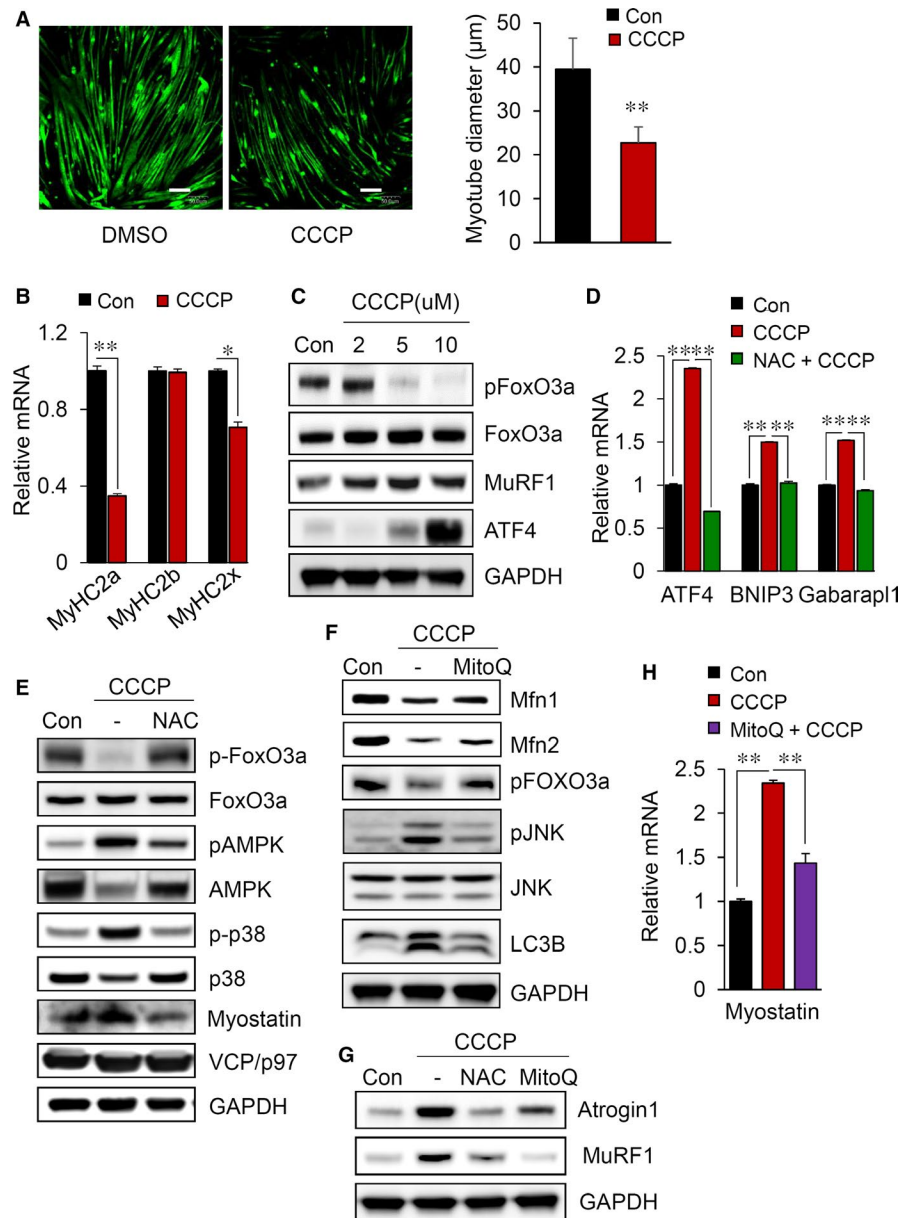 A
DMSO
CCCP
Con
CCCP
Myotube diameter (µm)
50
40
30
20
10
0
**
B
Con
CCCP
Relative mRNA
1.2
0.8
0.4
0
**
*
MyHC2a
MyHC2b
MyHC2x
C
CCCP(uM)
Con 2 5 10
pFoxO3a
FoxO3a
MuRF1
ATF4
GAPDH
D
Con
CCCP
NAC + CCCP
Relative mRNA
2.5
2
1.5
1
0.5
0
** **
** **
** **
ATF4 BNIP3 Gabarapl1
E
CCCP
Con - NAC
p-FoxO3a
FoxO3a
pAMPK
AMPK
p-p38
p38
Myostatin
VCP/p97
GAPDH
F
CCCP
Con - MitoQ
Mfn1
Mfn2
pFOXO3a
pJNK
JNK
LC3B
GAPDH
G
CCCP
Con - NAC MitoQ
Atrogin1
MuRF1
GAPDH
H
Con
CCCP
MitoQ + CCCP
Relative mRNA
2.5
2
1.5
1
0.5
0
** **
Myostatin